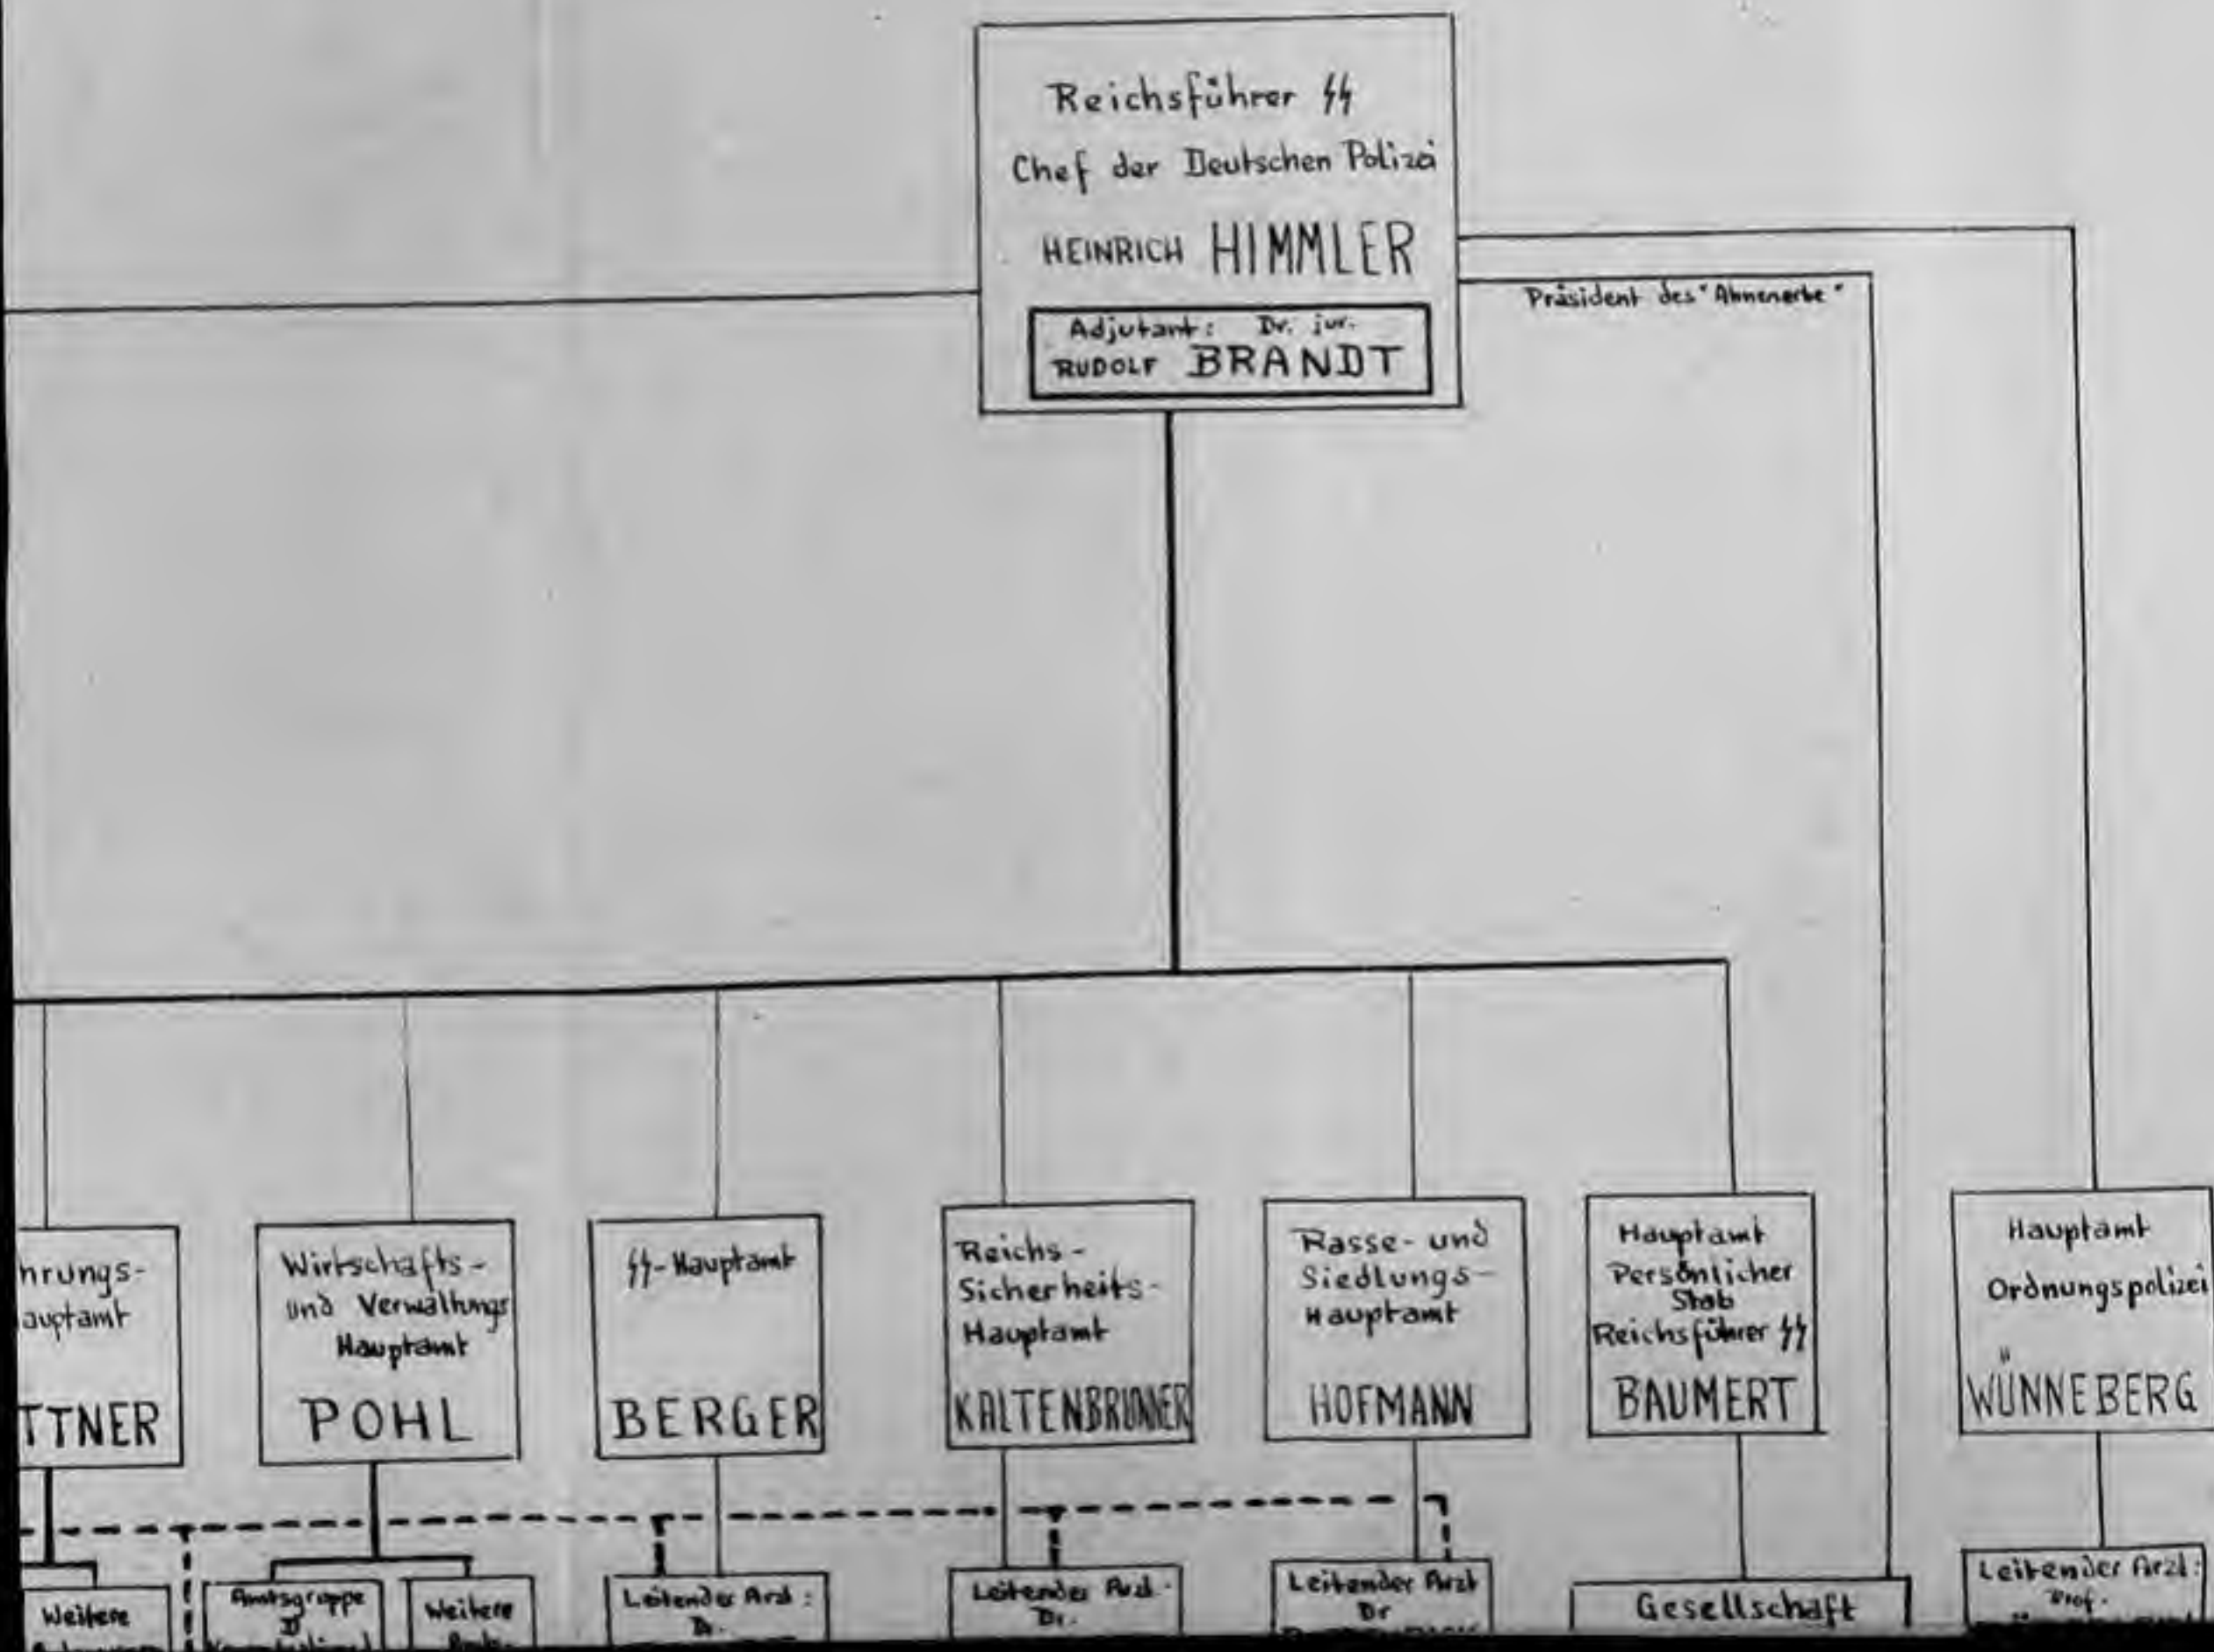 Reichsführer ϟϟ
Chef der Deutschen Polizei
HEINRICH HIMMLER
Adjutant: Dr. jur.
RUDOLF BRANDT
Präsident des "Ahnenerbe"
hrungs-
auptamt
TTNER
Wirtschafts-
und Verwaltungs
Hauptamt
POHL
ϟϟ-Hauptamt
BERGER
Reichs-
Sicherheits-
Hauptamt
KALTENBRUNNER
Rasse- und
Siedlungs-
Hauptamt
HOFMANN
Hauptamt
Persönlicher
Stab
Reichsführer ϟϟ
BAUMERT
Hauptamt
Ordnungspolizei
WÜNNEBERG
Weitere
Amtsgruppe
D
Weitere
Leitender Arzt:
Dr.
Leitender Arzt:
Dr.
Leitender Arzt
Dr
Gesellschaft
Leitender Arzt:
Prof.